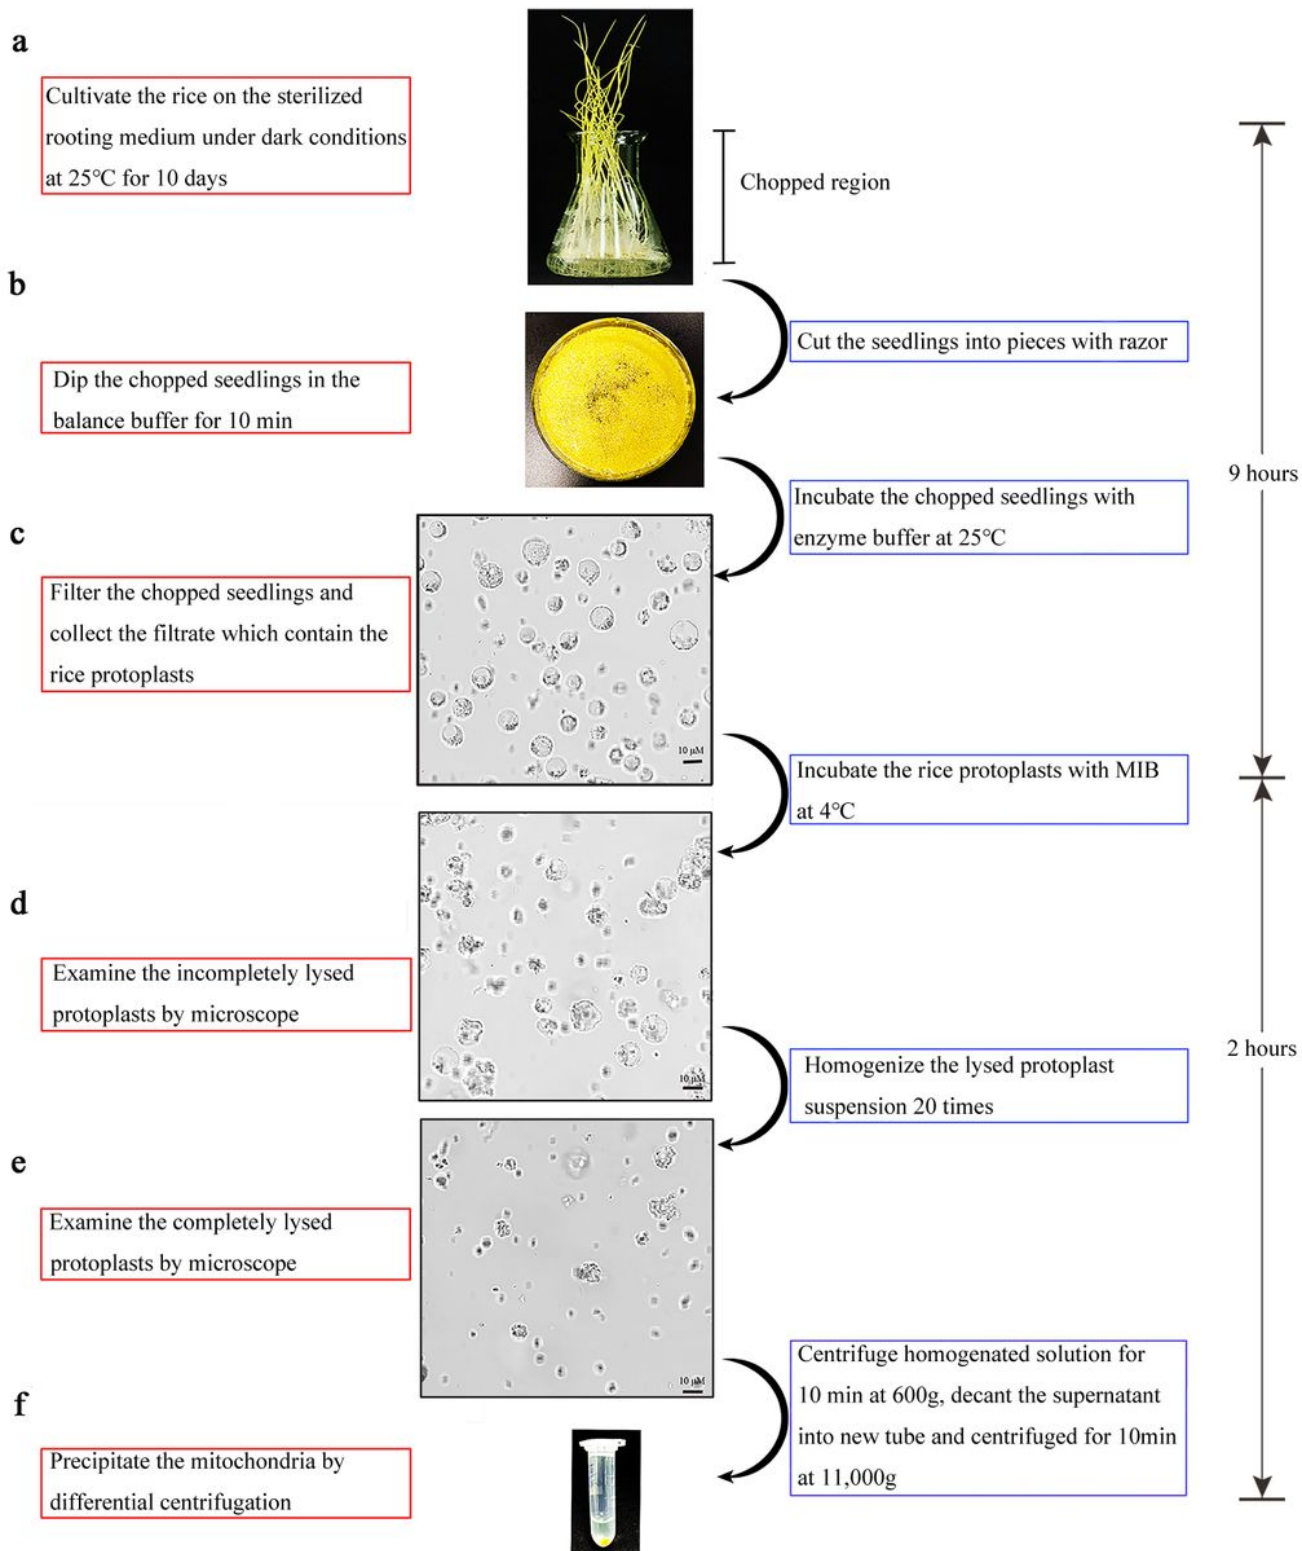 a
Cultivate the rice on the sterilized
rooting medium under dark conditions
at 25℃ for 10 days
Chopped region
b
Cut the seedlings into pieces with razor
Dip the chopped seedlings in the
balance buffer for 10 min
9 hours
Incubate the chopped seedlings with
enzyme buffer at 25℃
c
Filter the chopped seedlings and
collect the filtrate which contain the
rice protoplasts
10 μM
Incubate the rice protoplasts with MIB
at 4℃
d
Examine the incompletely lysed
protoplasts by microscope
10 μM
2 hours
Homogenize the lysed protoplast
suspension 20 times
e
Examine the completely lysed
protoplasts by microscope
10 μM
Centrifuge homogenated solution for
10 min at 600g, decant the supernatant
into new tube and centrifuged for 10min
at 11,000g
f
Precipitate the mitochondria by
differential centrifugation